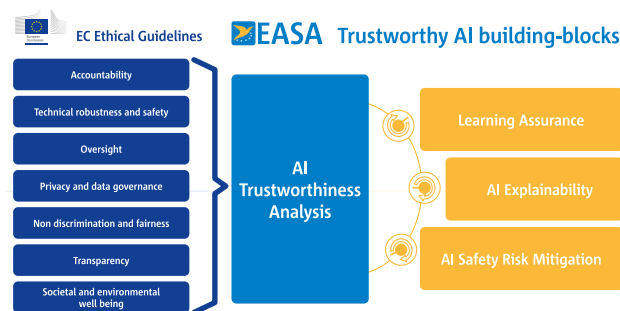 EC Ethical Guidelines
EASA Trustworthy AI building-blocks
Accountability
Technical robustness and safety
Oversight
Privacy and data governance
Non discrimination and fairness
Transparency
Societal and environmental
well being
AI
Trustworthiness
Analysis
Learning Assurance
AI Explainability
AI Safety Risk Mitigation